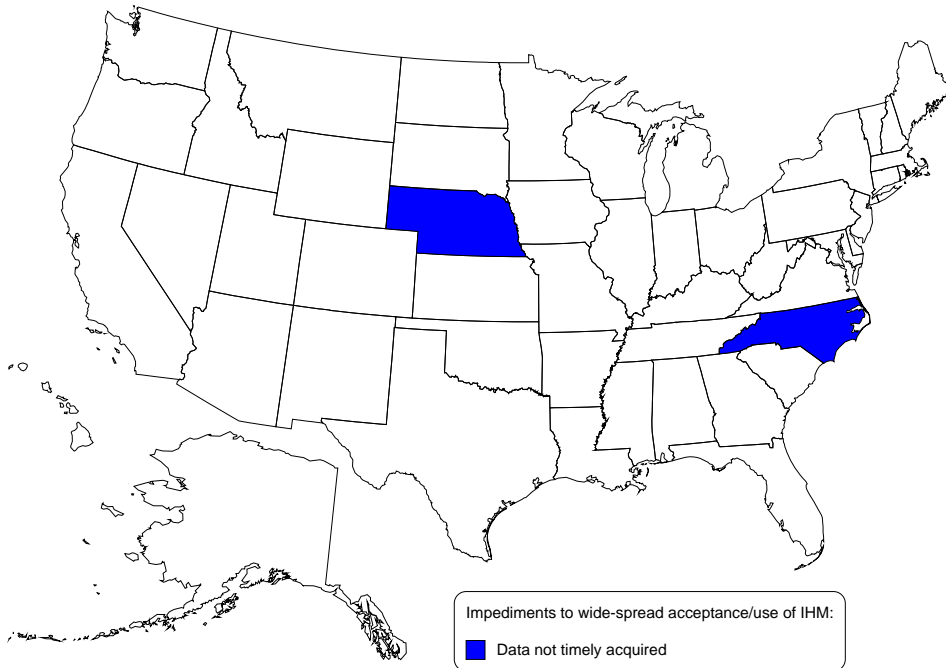 Impediments to wide-spread acceptance/use of IHM:
Data not timely acquired